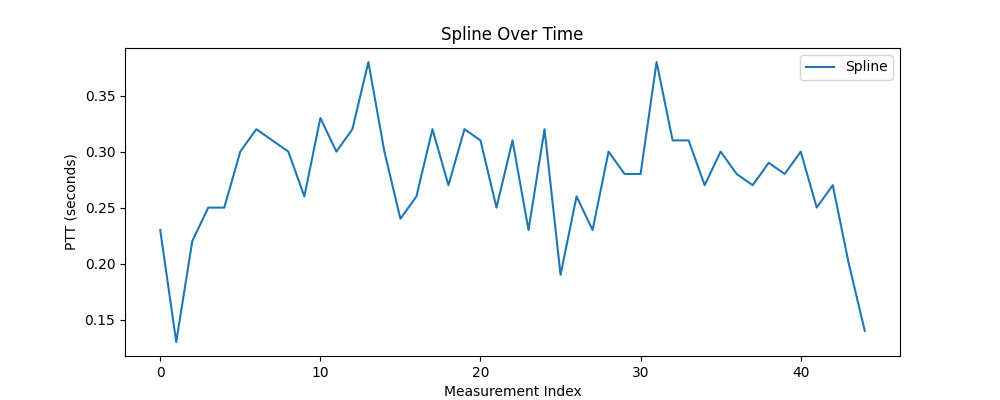 Spline Over Time
Spline
PTT (seconds)
0.35
0.30
0.25
0.20
0.15
0 10 20 30 40
Measurement Index